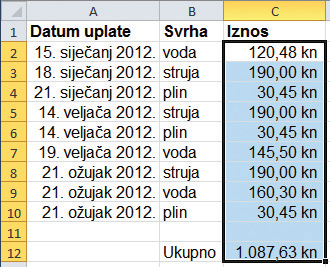 A B C
1 Datum uplate Svrha Iznos
2 15. siječanj 2012. voda 120,48 kn
3 18. siječanj 2012. struja 190,00 kn
4 21. siječanj 2012. plin 30,45 kn
5 14. veljača 2012. struja 190,00 kn
6 14. veljača 2012. plin 30,45 kn
7 19. veljača 2012. voda 145,50 kn
8 21. ožujak 2012. struja 190,00 kn
9 21. ožujak 2012. voda 160,30 kn
10 21. ožujak 2012. plin 30,45 kn
11
12 Ukupno 1.087,63 kn